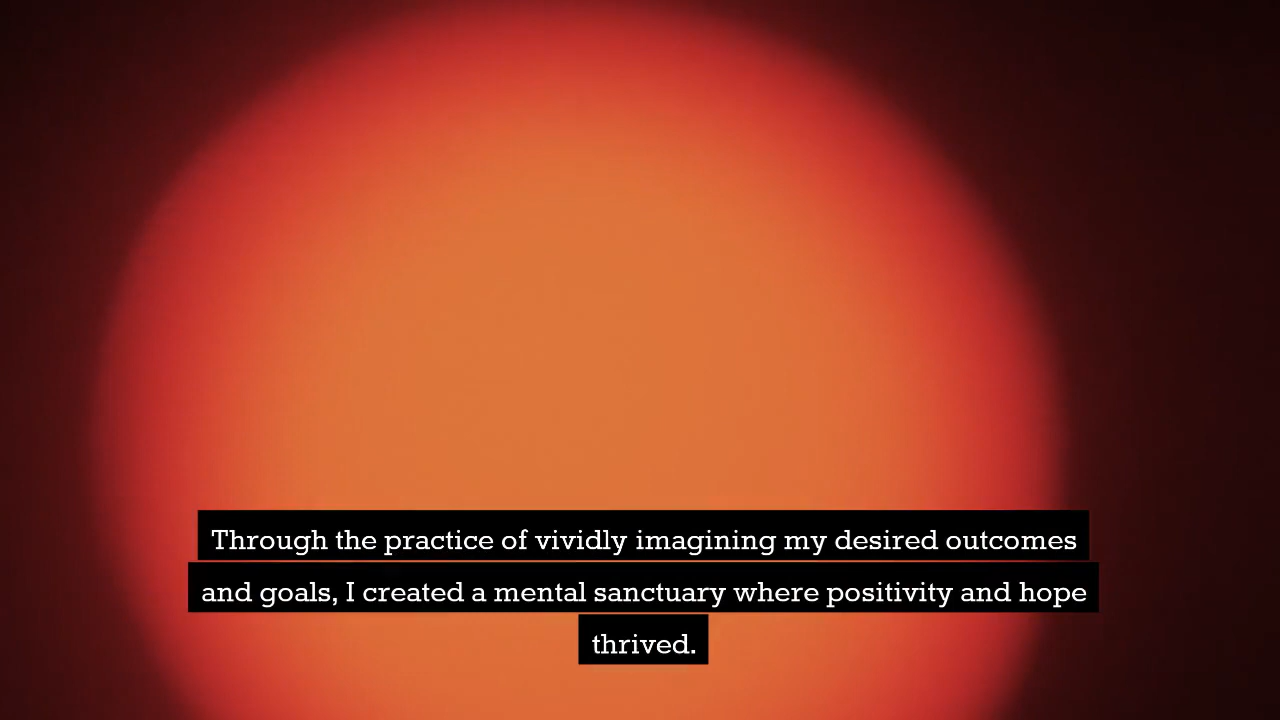 Through the practice of vividly imagining my desired outcomes
and goals, I created a mental sanctuary where positivity and hope
thrived.